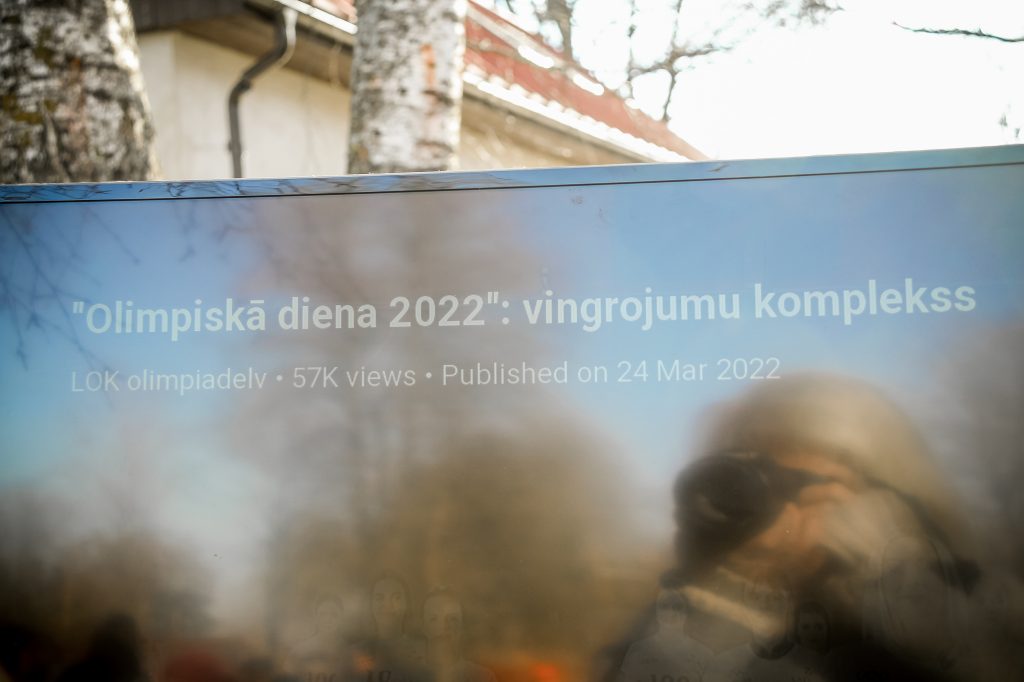 "Olimpiskā diena 2022": vingrojumu komplekss
LOK olimpiadelv • 57K views • Published on 24 Mar 2022